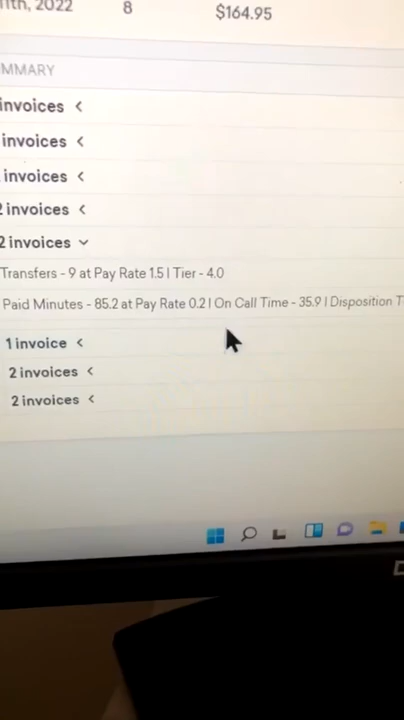 11th, 2022 8 $164.95
MMARY
invoices <
invoices <
invoices <
2 invoices <
2 invoices
Transfers - 9 at Pay Rate 1.5 | Tier - 4.0
Paid Minutes - 85.2 at Pay Rate 0.2 | On Call Time - 35.9 | Disposition T
1 invoice <
2 invoices <
2 invoices <